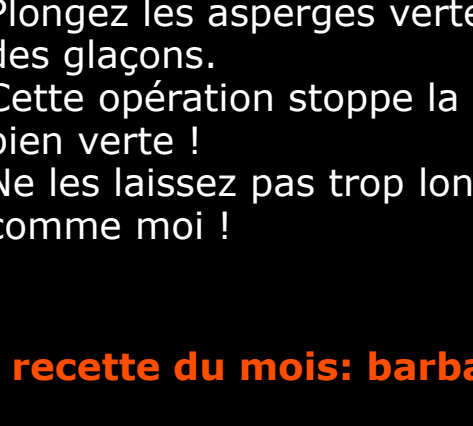 Plongez les asperges verte
des glaçons.
Cette opération stoppe la
bien verte !
Ne les laissez pas trop lon
comme moi !
recette du mois: barba